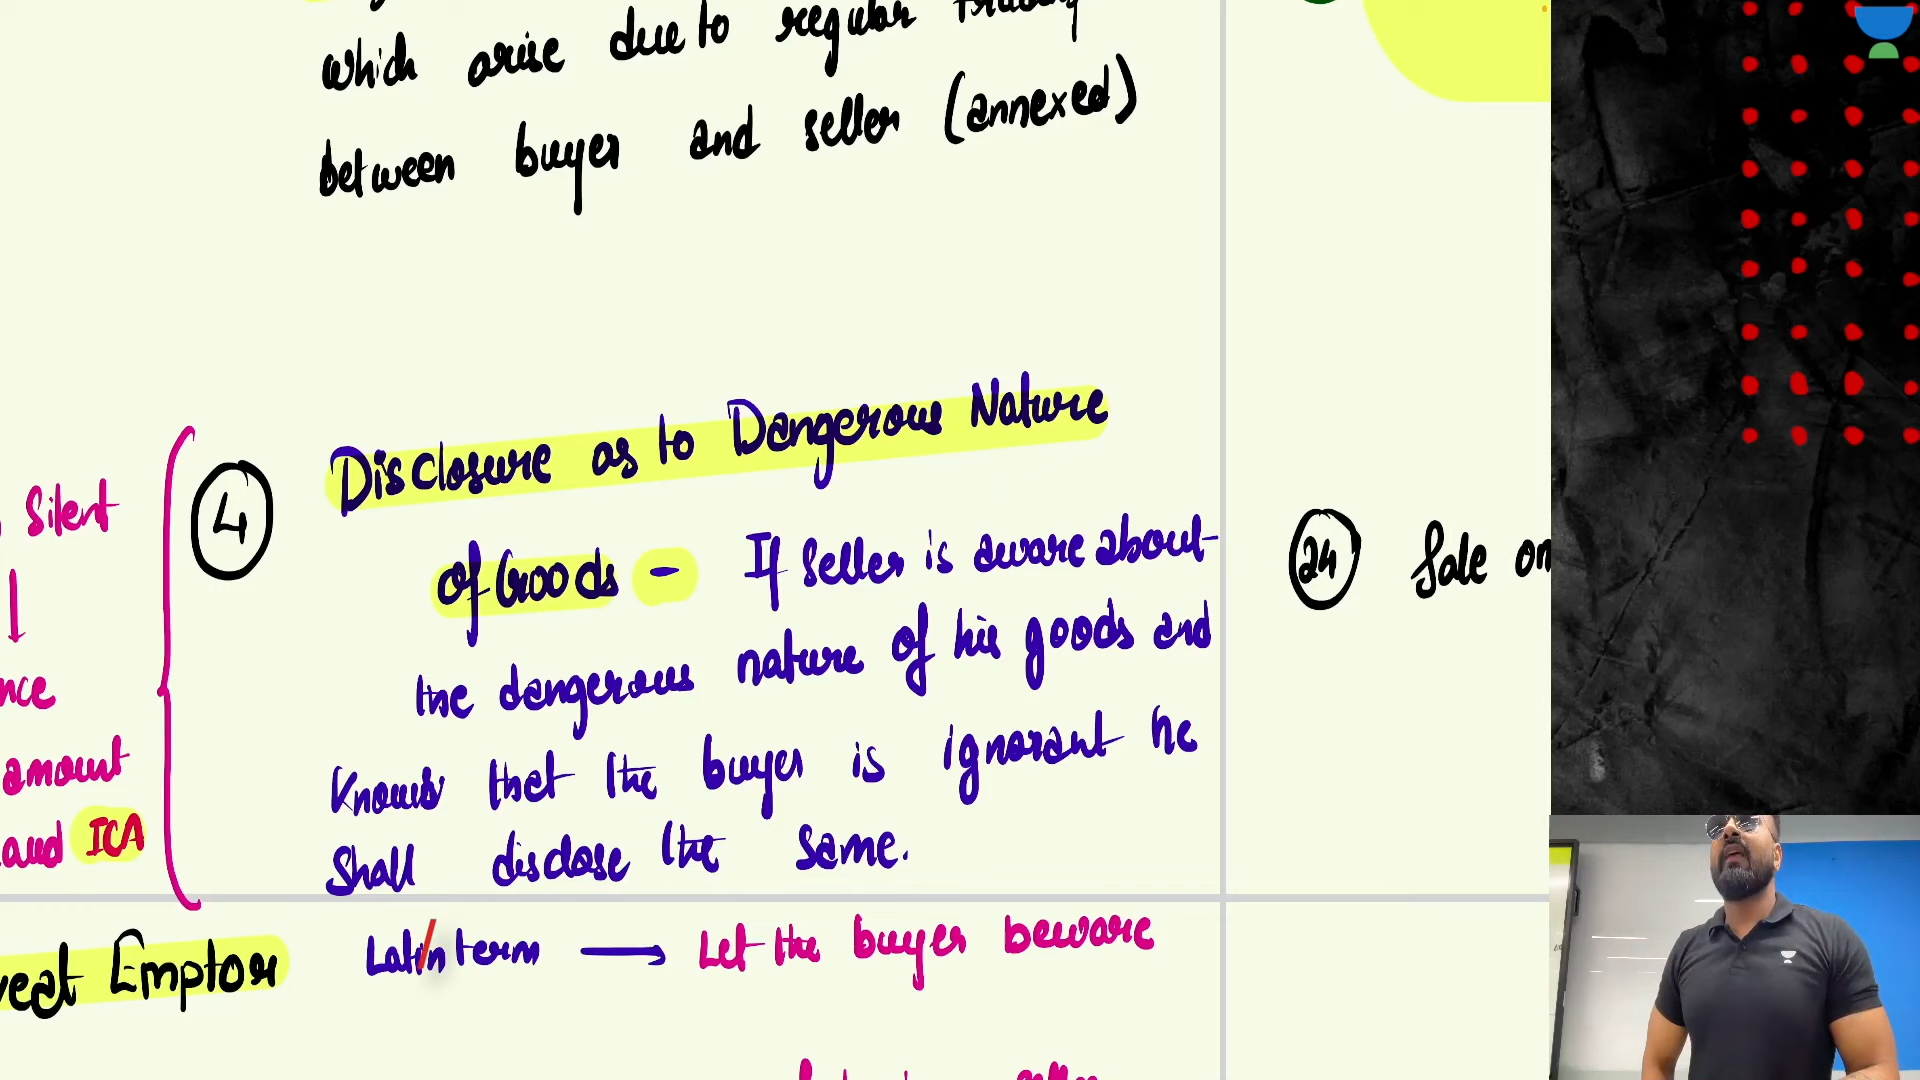 which arise due to regular
between buyer and seller (annexed)
Silent
nce
amount
aud ICA
4
Disclosure as to Dangerous Nature
of Goods - If Seller is aware about
the dangerous nature of his goods and
Knows that the buyer is ignorant he
Shall disclose the same.
24 Sale on
veat Emptor
Latin term → Let the buyer beware